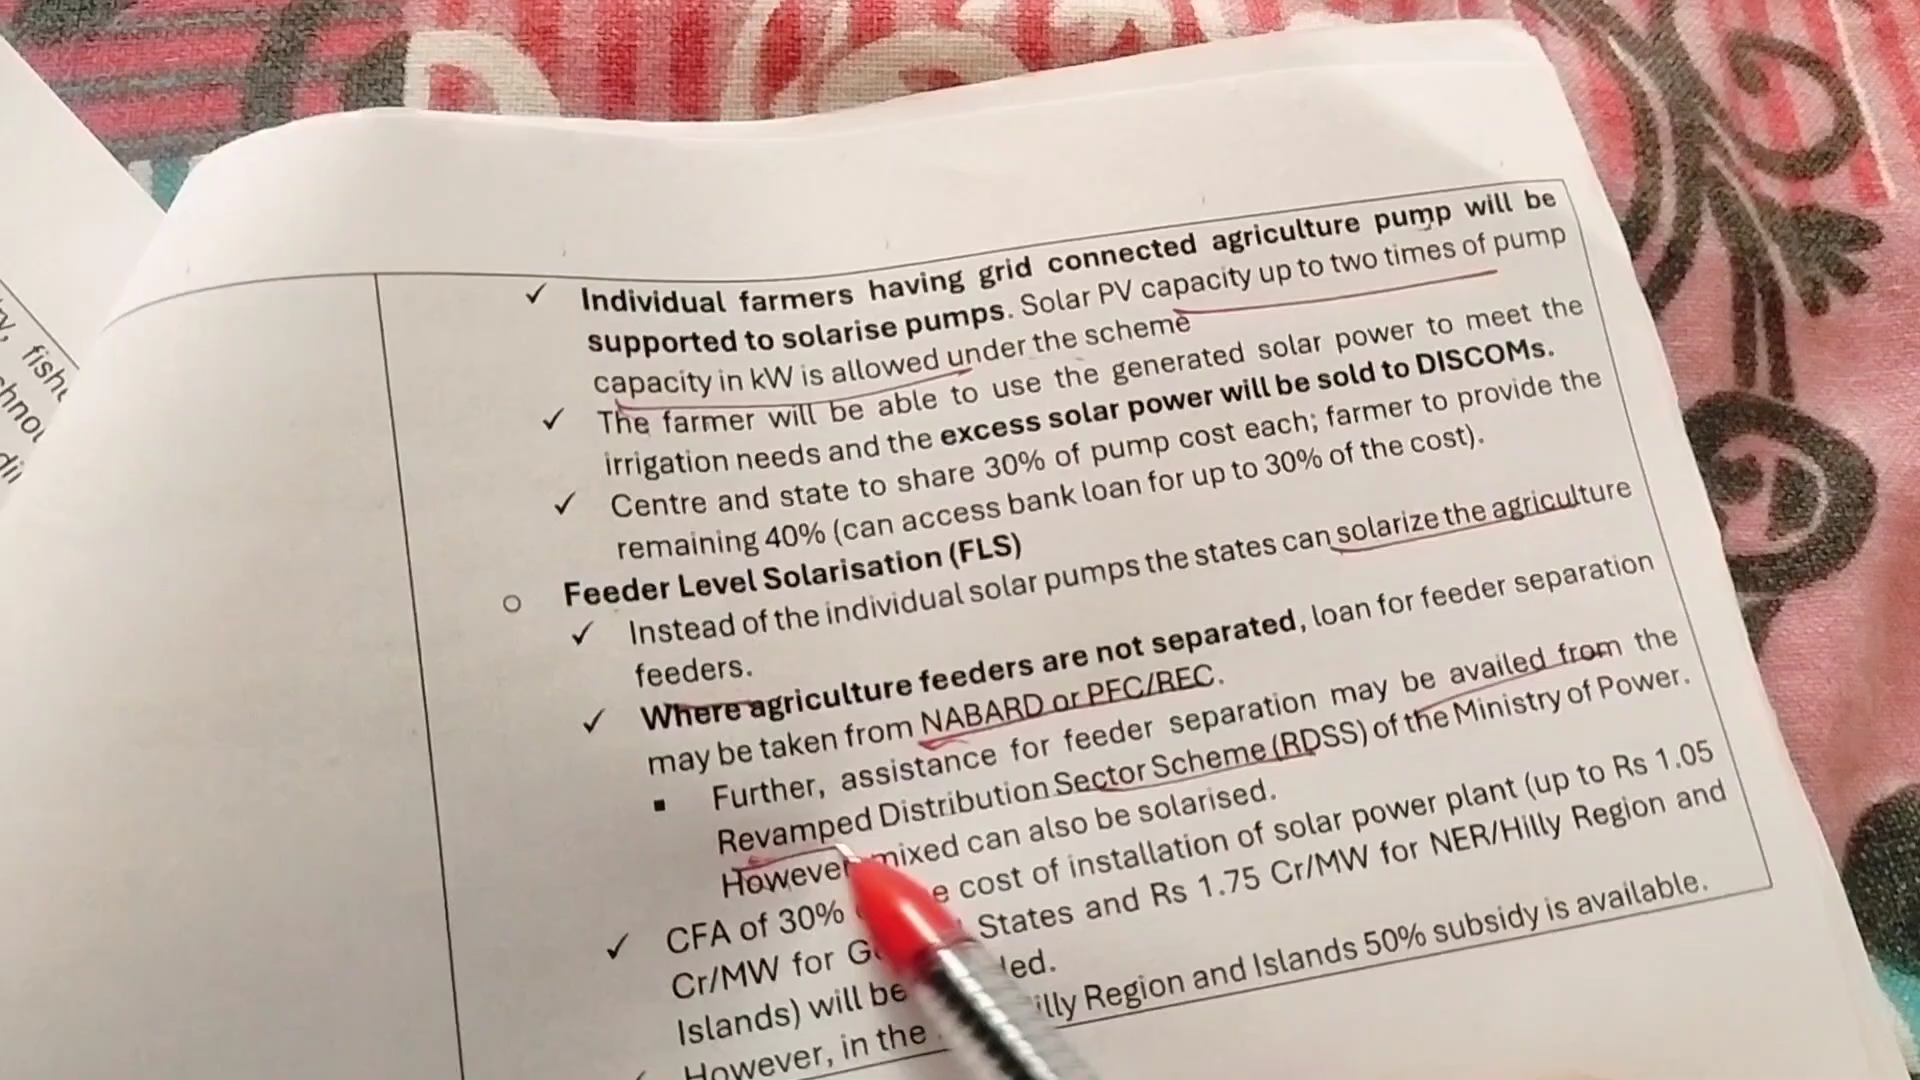 ✓ Individual farmers having grid connected agriculture pump will be
supported to solarise pumps. Solar PV capacity up to two times of pump
capacity in kW is allowed under the scheme
✓ The farmer will be able to use the generated solar power to meet the
irrigation needs and the excess solar power will be sold to DISCOMs.
✓ Centre and state to share 30% of pump cost each; farmer to provide the
remaining 40% (can access bank loan for up to 30% of the cost).
○ Feeder Level Solarisation (FLS)
✓ Instead of the individual solar pumps the states can solarize the agriculture
feeders.
✓ Where agriculture feeders are not separated, loan for feeder separation
may be taken from NABARD or PFC/REC.
▪ Further, assistance for feeder separation may be availed from the
Revamped Distribution Sector Scheme (RDSS) of the Ministry of Power.
However mixed can also be solarised.
✓ CFA of 30% cost of installation of solar power plant (up to Rs 1.05
Cr/MW for States and Rs 1.75 Cr/MW for NER/Hilly Region and
Islands) will be
✓ However, in the Region and Islands 50% subsidy is available.